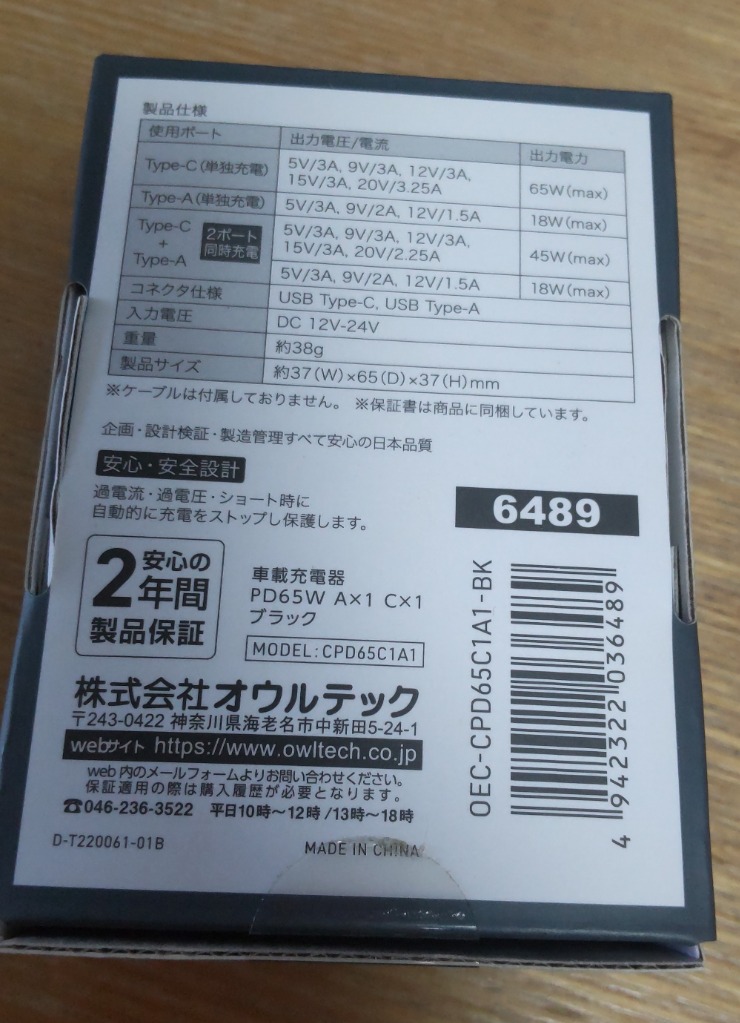 製品仕様
使用ポート 出力電圧/電流 出力電力
Type-C(単独充電) 5V/3A, 9V/3A, 12V/3A,
15V/3A, 20V/3.25A 65W(max)
Type-A(単独充電) 5V/3A, 9V/2A, 12V/1.5A 18W(max)
Type-C
+
Type-A
2ポート
同時充電
5V/3A, 9V/3A, 12V/3A,
15V/3A, 20V/2.25A 45W(max)
5V/3A, 9V/2A, 12V/1.5A 18W(max)
コネクタ仕様 USB Type-C, USB Type-A
入力電圧 DC 12V-24V
重量 約38g
製品サイズ 約37(W)×65(D)×37(H)mm
※ケーブルは付属しておりません。 ※保証書は商品に同梱しています。
企画・設計検証・製造管理すべて安心の日本品質
安心・安全設計
過電流・過電圧・ショート時に
自動的に充電をストップし保護します。
6489
安心の
2年間
製品保証
車載充電器
PD65W A×1 C×1
ブラック
MODEL:CPD65C1A1
OEC-CPD65C1A1-BK
4 942322 036489
株式会社オウルテック
〒243-0422 神奈川県海老名市中新田5-24-1
webサイト https://www.owltech.co.jp
web内のメールフォームよりお問い合わせください。
保証適用の際は購入履歴が必要となります。
☎046-236-3522 平日10時〜12時/13時〜18時
D-T220061-01B
MADE IN CHINA